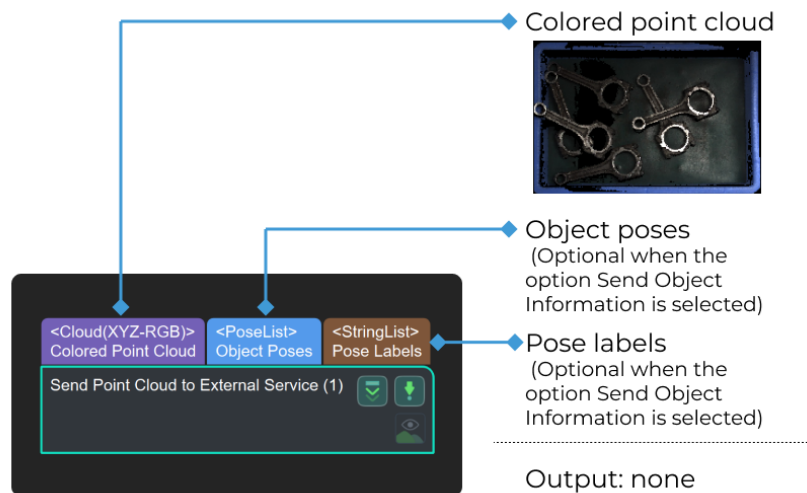 Colored point cloud
Object poses
(Optional when the
option Send Object
Information is selected)
<Cloud(XYZ-RGB)>
Colored Point Cloud
<PoseList>
Object Poses
<StringList>
Pose Labels
Send Point Cloud to External Service (1)
Pose labels
(Optional when the
option Send Object
Information is selected)
Output: none